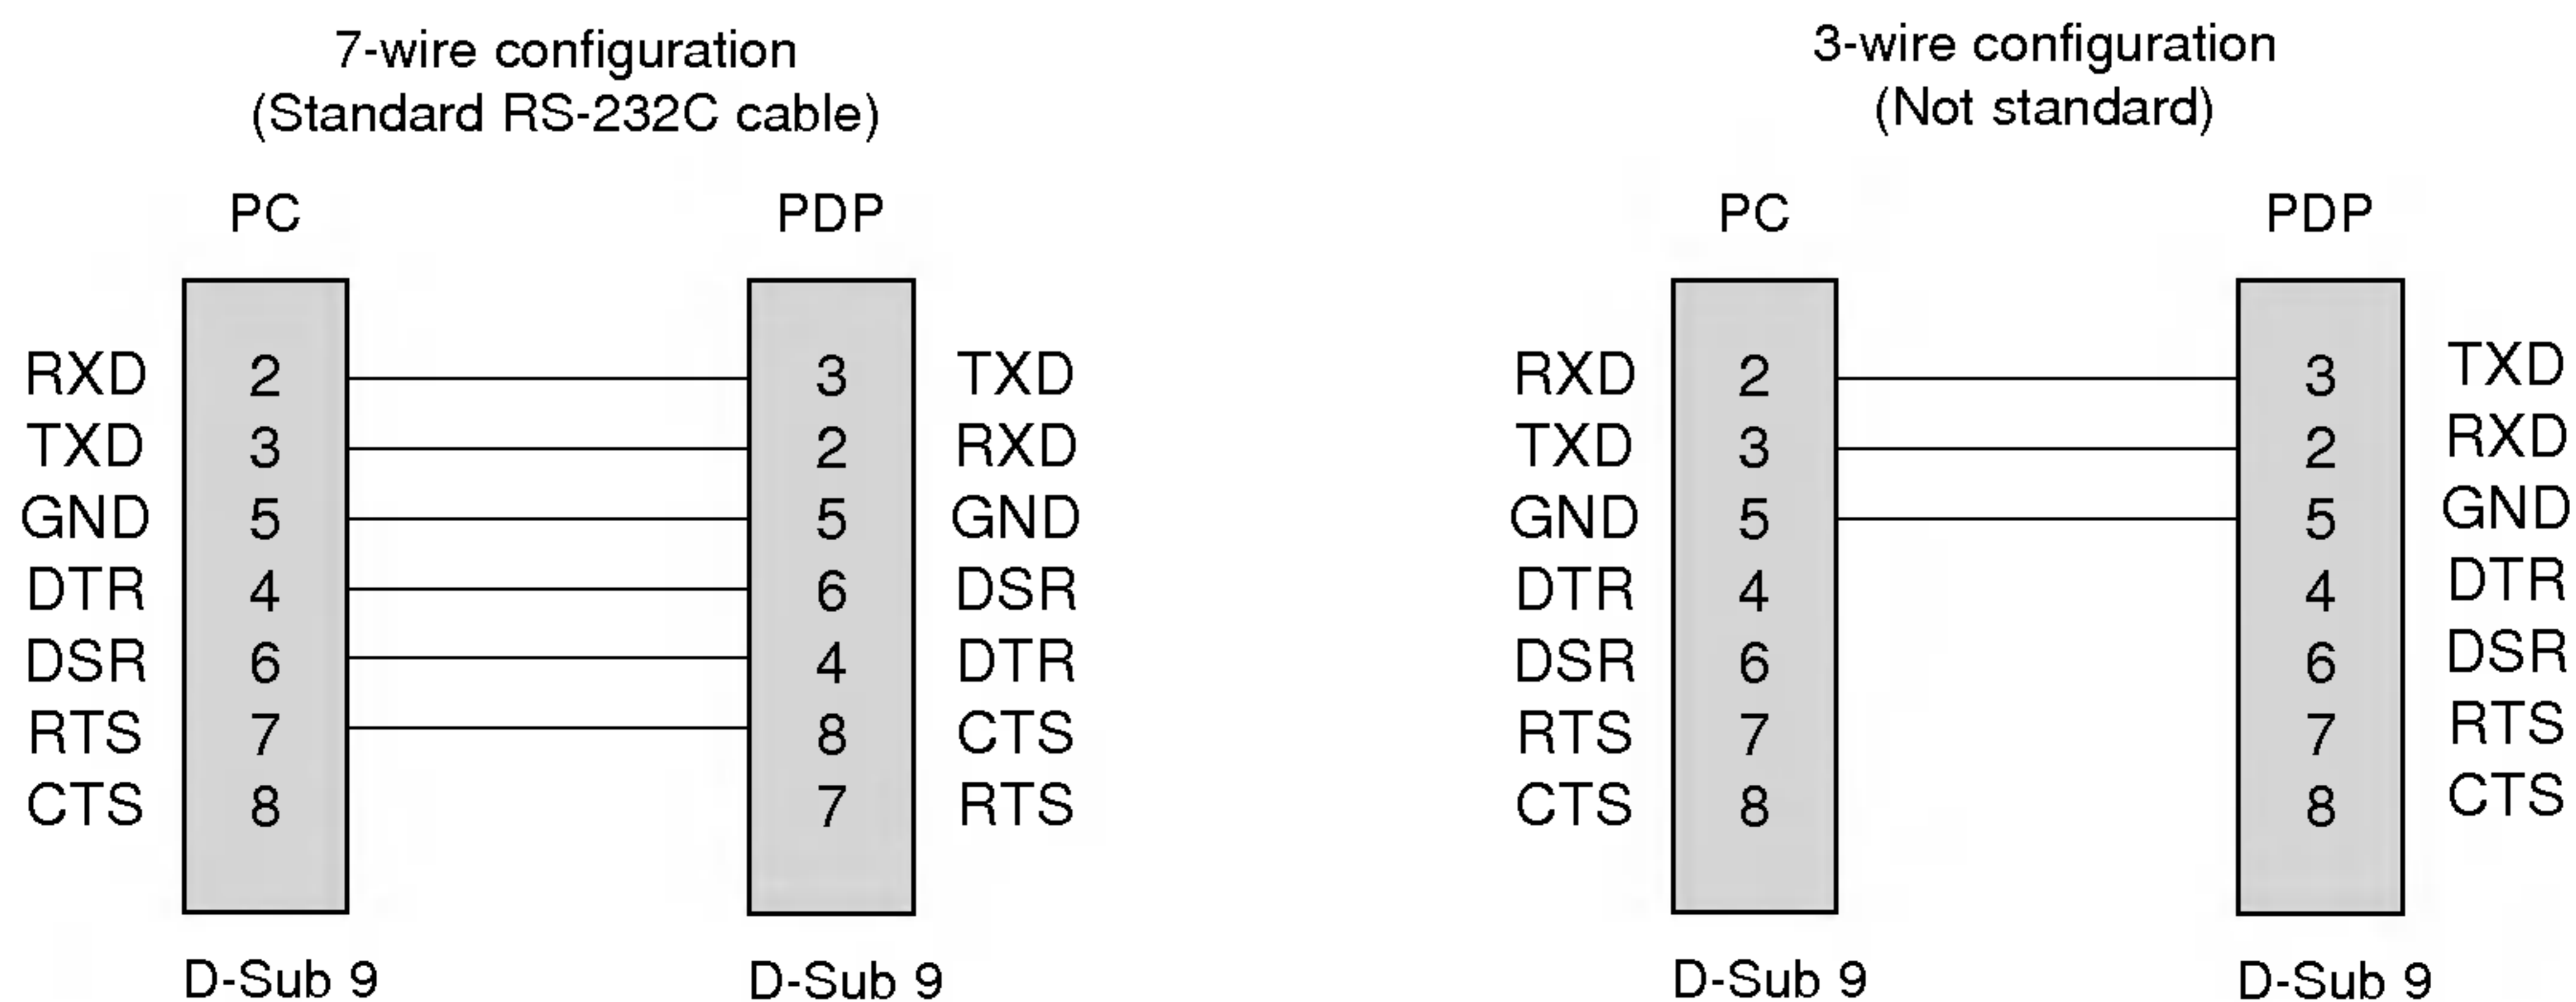 7-wire configuration
(Standard RS-232C cable)
PC PDP
RXD 2 3 TXD
TXD 3 2 RXD
GND 5 5 GND
DTR 4 6 DSR
DSR 6 4 DTR
RTS 7 8 CTS
CTS 8 7 RTS
D-Sub 9 D-Sub 9
3-wire configuration
(Not standard)
PC PDP
RXD 2 3 TXD
TXD 3 2 RXD
GND 5 5 GND
DTR 4 4 DTR
DSR 6 6 DSR
RTS 7 7 RTS
CTS 8 8 CTS
D-Sub 9 D-Sub 9